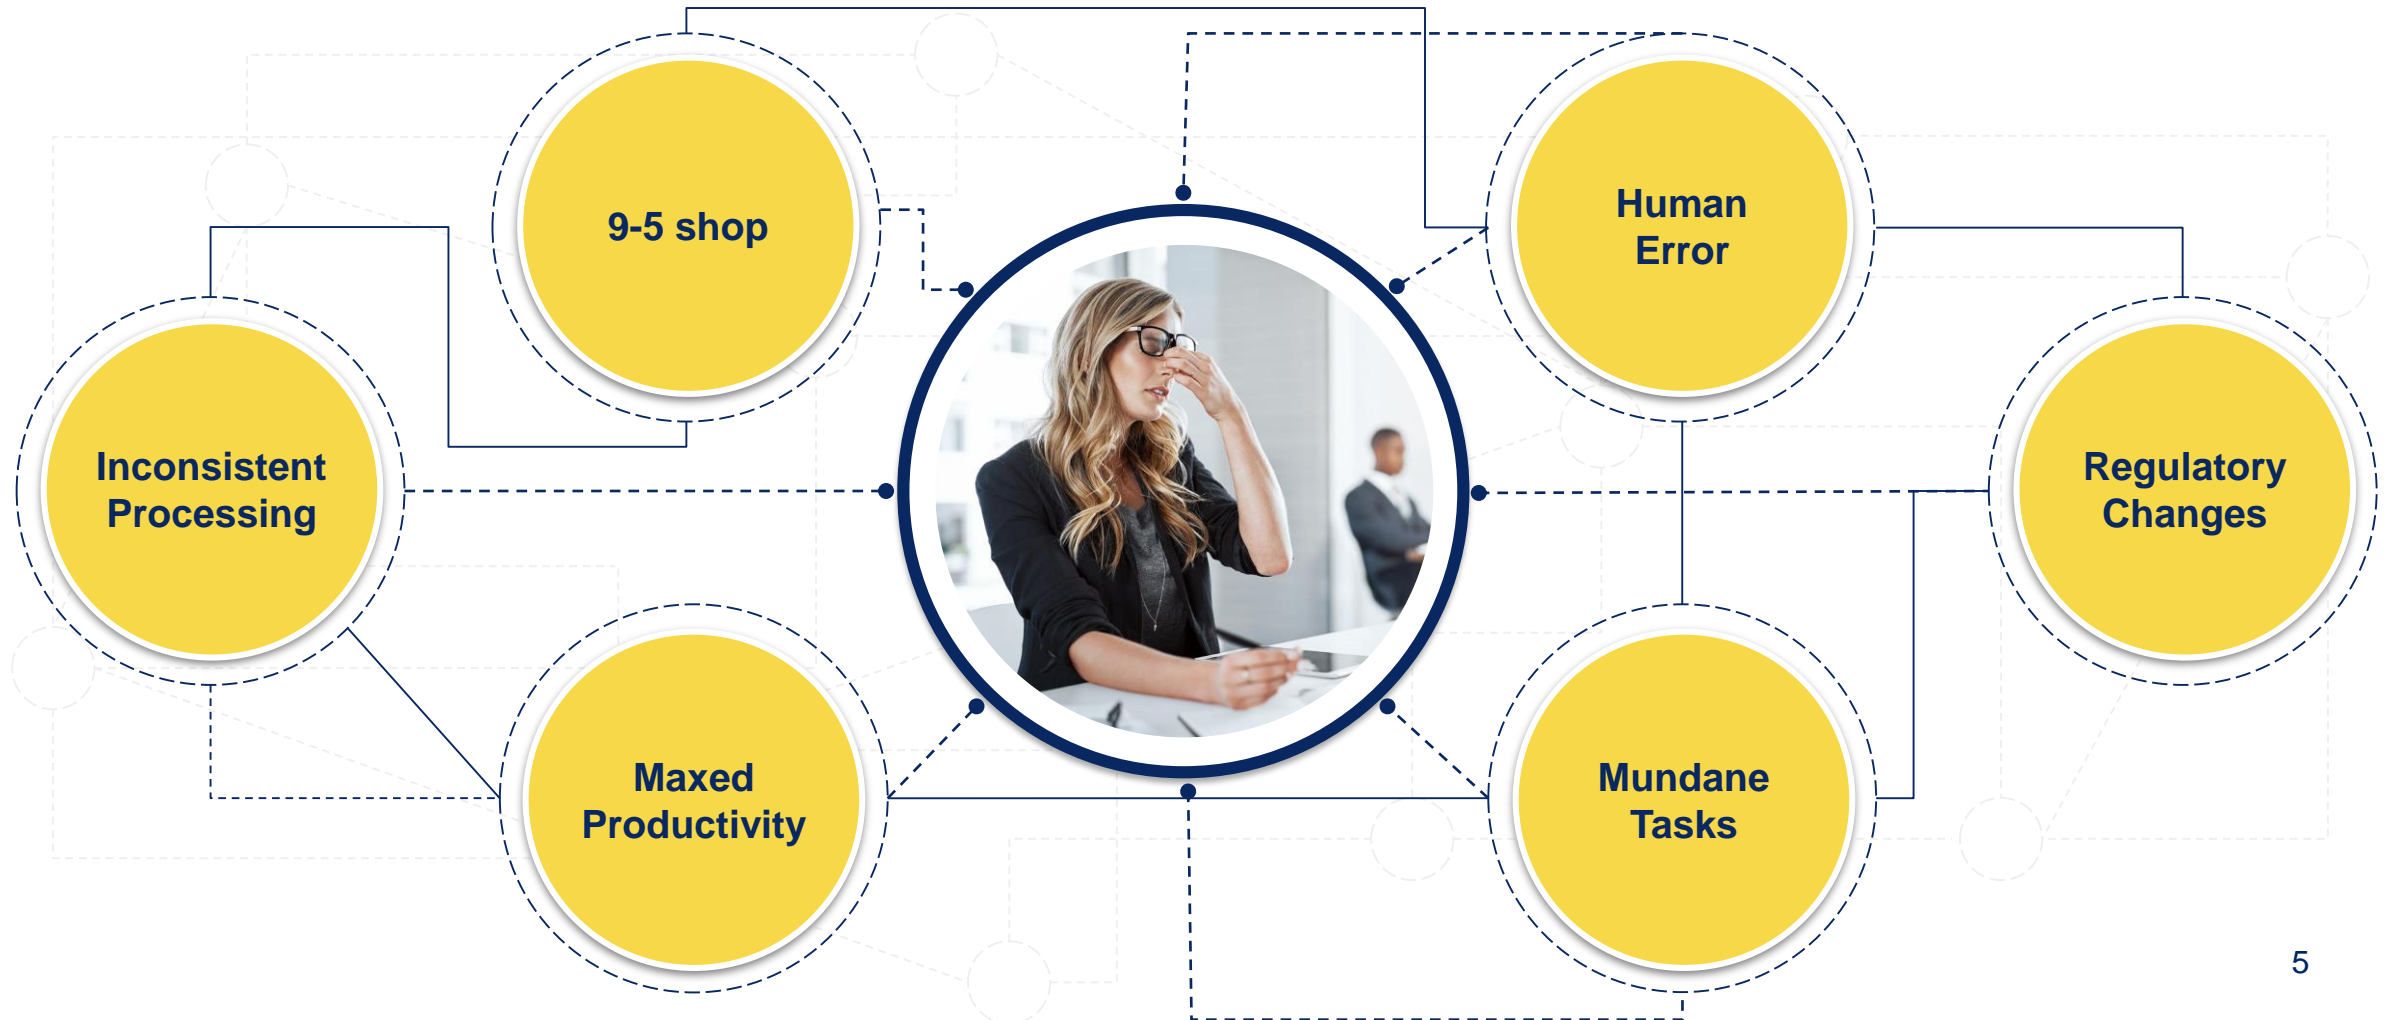 9-5 shop
Human
Error
Inconsistent
Processing
Regulatory
Changes
Maxed
Productivity
Mundane
Tasks
5